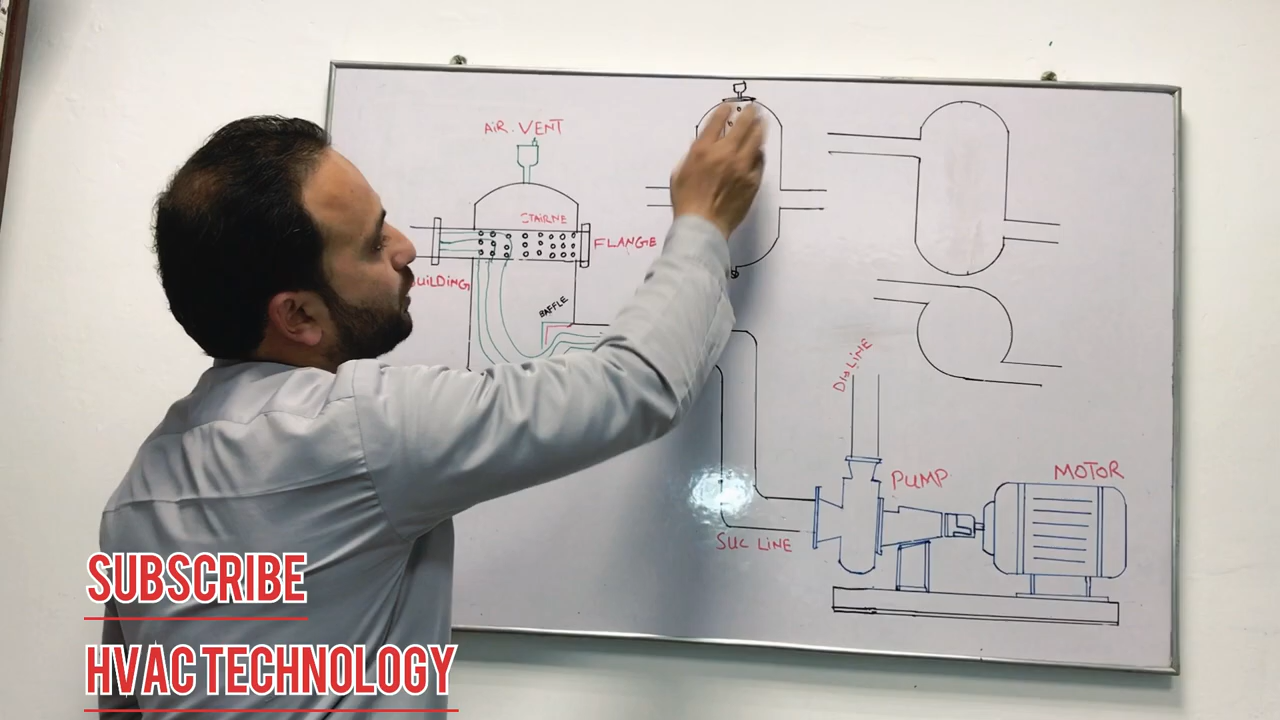 AIR. VENT
STAIRNE
FLANGE
BUILDING
BAFFLE
DIS LINE
PUMP
MOTOR
SUC LINE
SUBSCRIBE
HVAC TECHNOLOGY